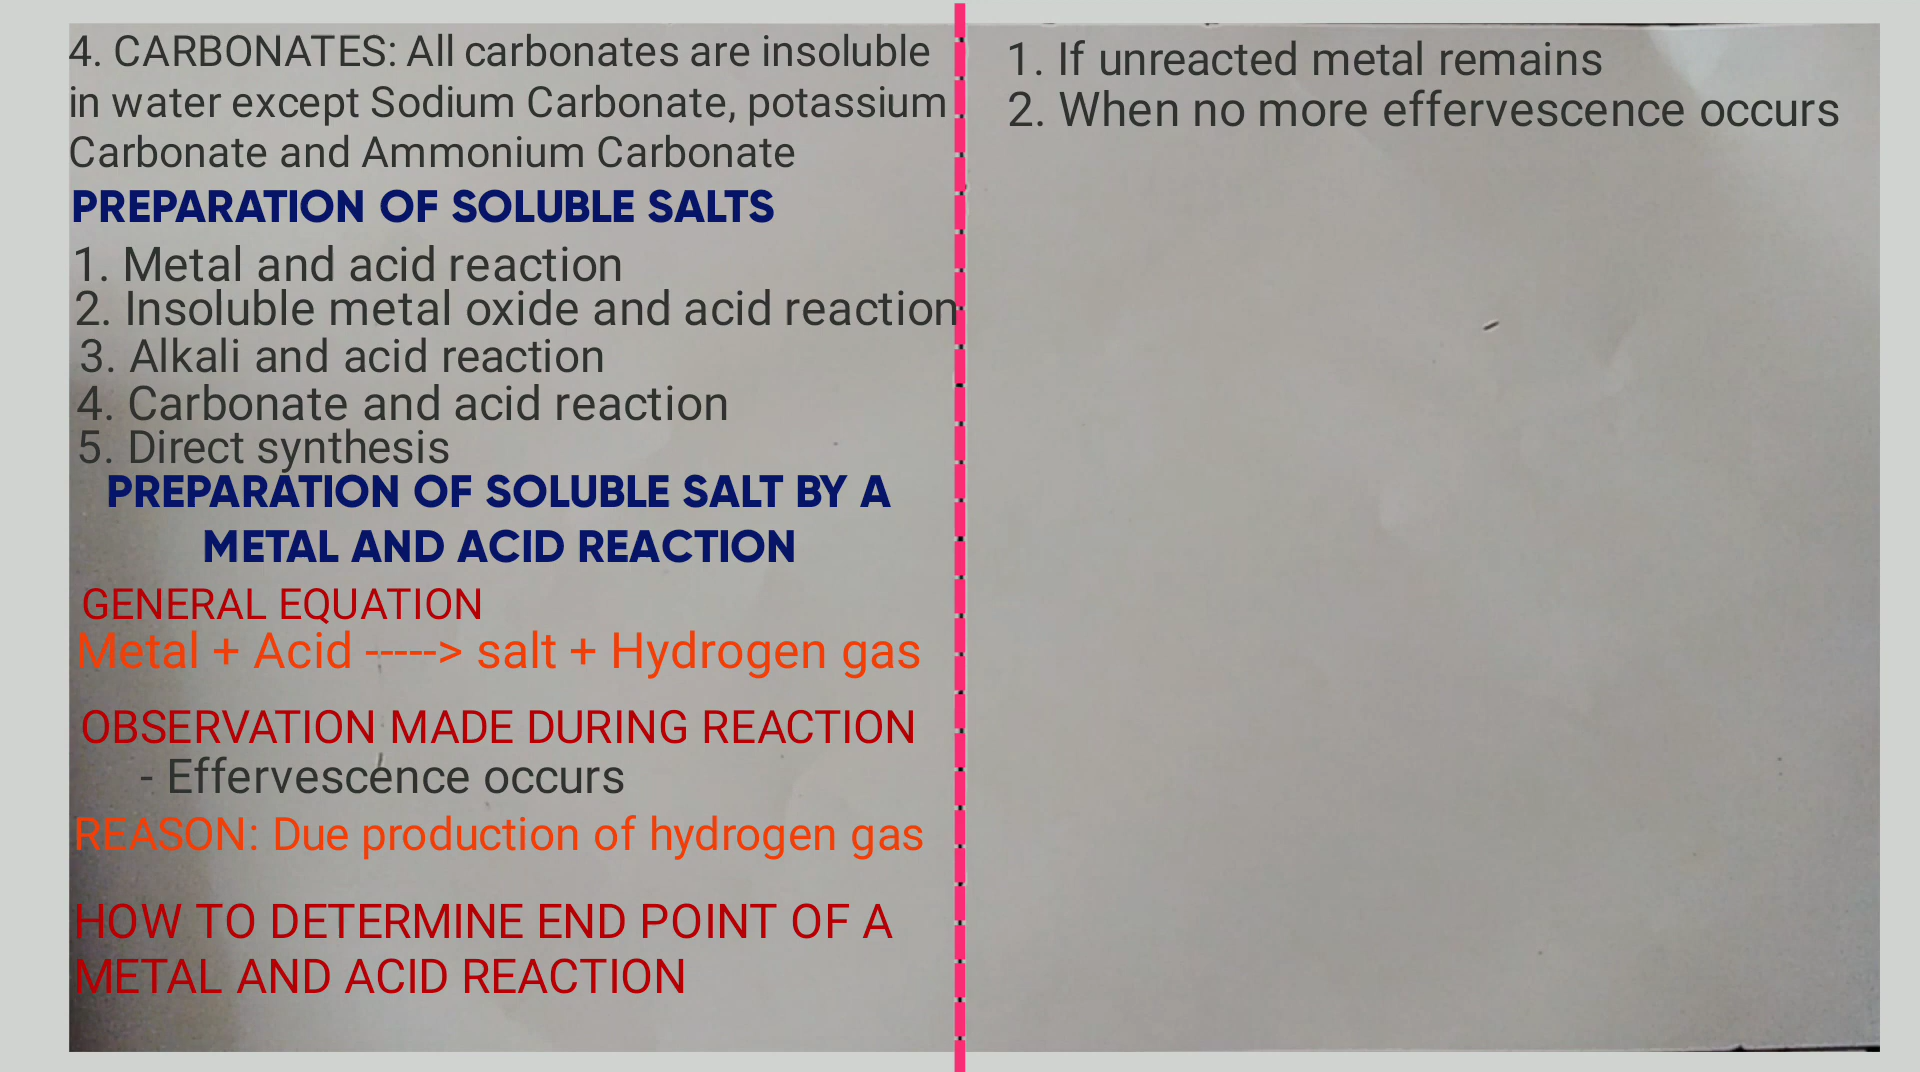 4. CARBONATES: All carbonates are insoluble
in water except Sodium Carbonate, potassium
Carbonate and Ammonium Carbonate
PREPARATION OF SOLUBLE SALTS
1. Metal and acid reaction
2. Insoluble metal oxide and acid reaction
3. Alkali and acid reaction
4. Carbonate and acid reaction
5. Direct synthesis
PREPARATION OF SOLUBLE SALT BY A
METAL AND ACID REACTION
GENERAL EQUATION
Metal + Acid -----> salt + Hydrogen gas
OBSERVATION MADE DURING REACTION
- Effervescence occurs
REASON: Due production of hydrogen gas
HOW TO DETERMINE END POINT OF A
METAL AND ACID REACTION
1. If unreacted metal remains
2. When no more effervescence occurs